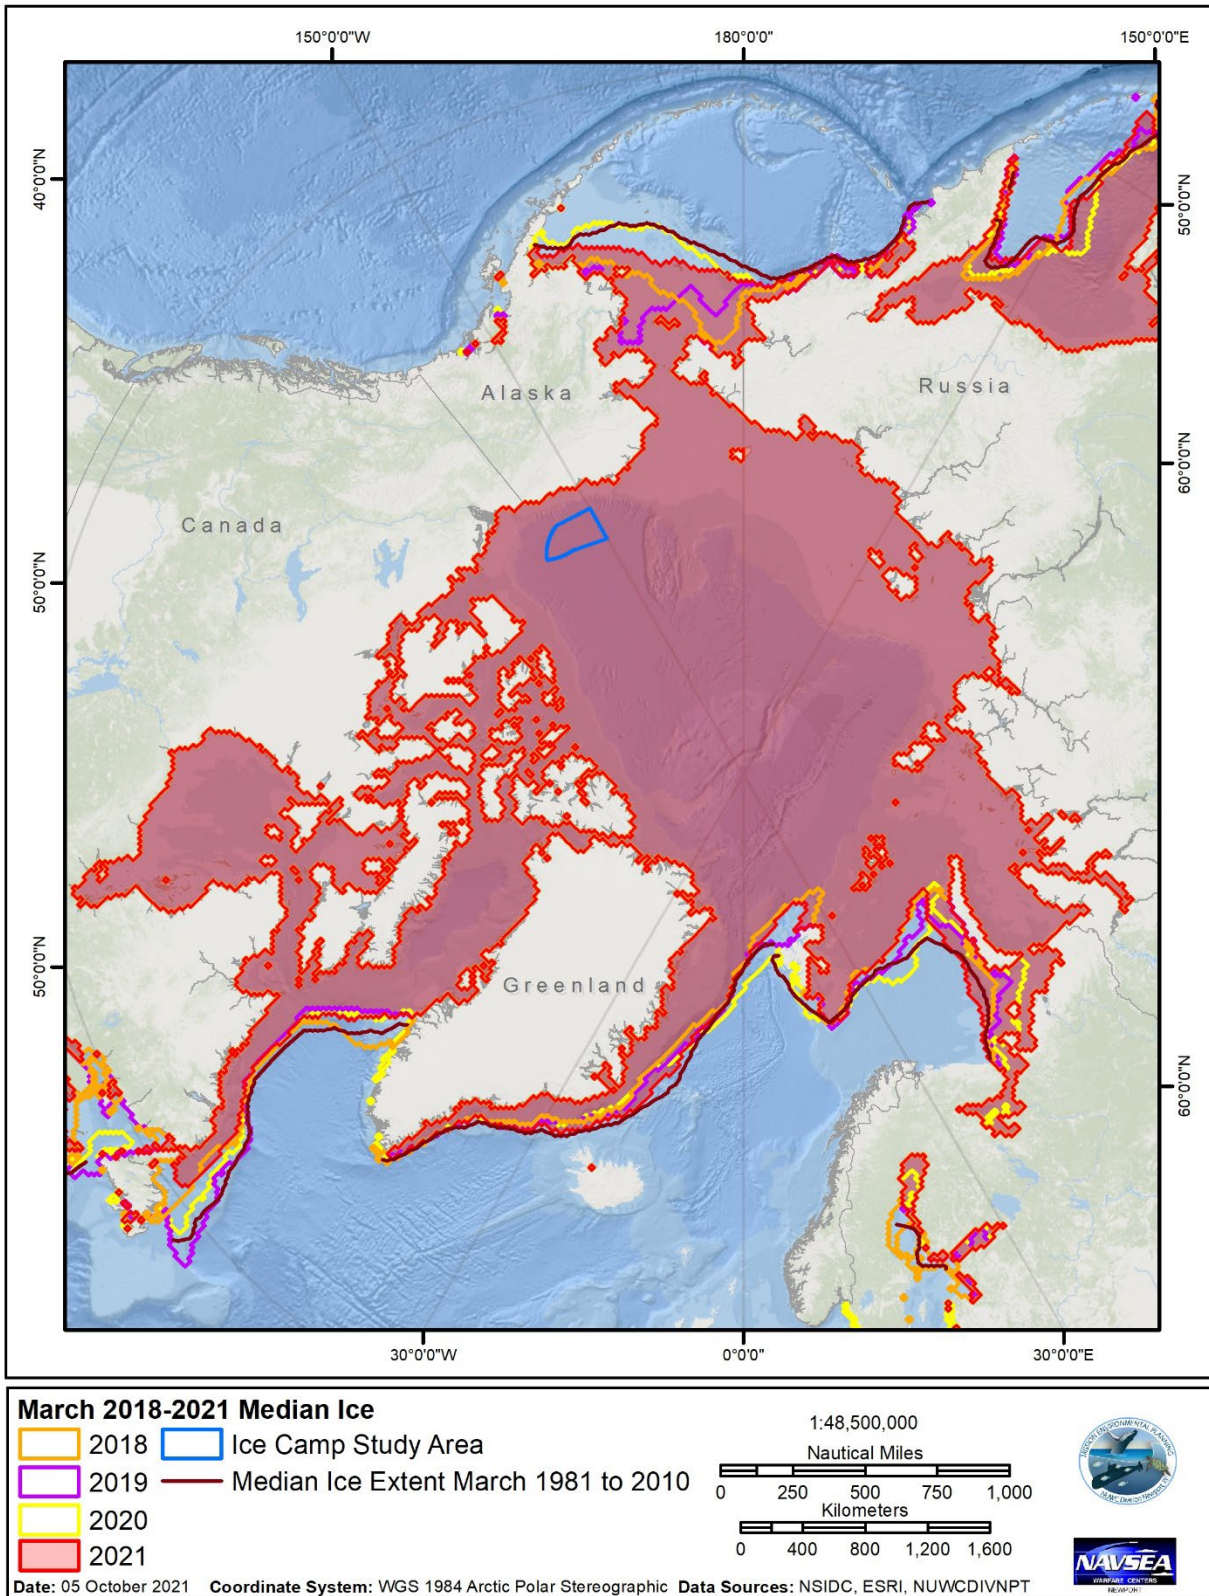 150°0'0"W 180°0'0" 150°0'0"E
40°0'0"N
50°0'0"N
Alaska
Russia
60°0'0"N
Canada
50°0'0"N
50°0'0"N
Greenland
60°0'0"N
30°0'0"W 0°0'0" 30°0'0"E
March 2018-2021 Median Ice
2018 Ice Camp Study Area
2019 Median Ice Extent March 1981 to 2010
2020
2021
1:48,500,000
Nautical Miles
0 250 500 750 1,000
Kilometers
0 400 800 1,200 1,600
NAVSEA
WARFARE CENTERS
NEWPORT
Date: 05 October 2021 Coordinate System: WGS 1984 Arctic Polar Stereographic Data Sources: NSIDC, ESRI, NUWCDIVNPT